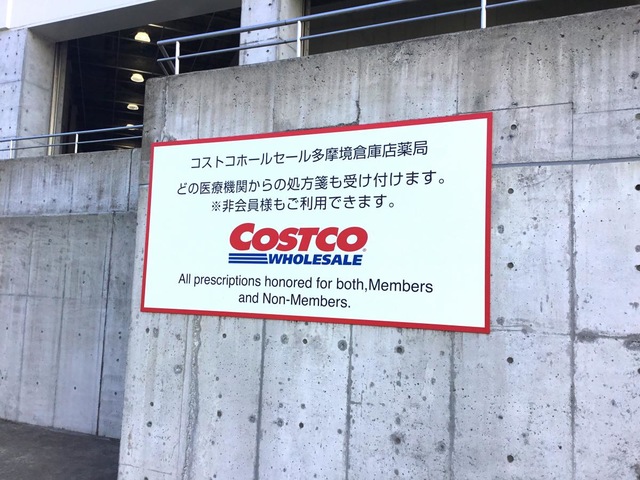 コストコホールセール多摩境倉庫店薬局
どの医療機関からの処方箋も受け付けます。
※非会員様もご利用できます。
COSTCO
WHOLESALE
All prescriptions honored for both,Members
and Non-Members.